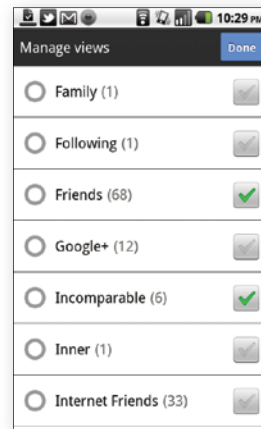 10:29 PM
Manage views
Done
Family (1)
Following (1)
Friends (68)
Google+ (12)
Incomparable (6)
Inner (1)
Internet Friends (33)